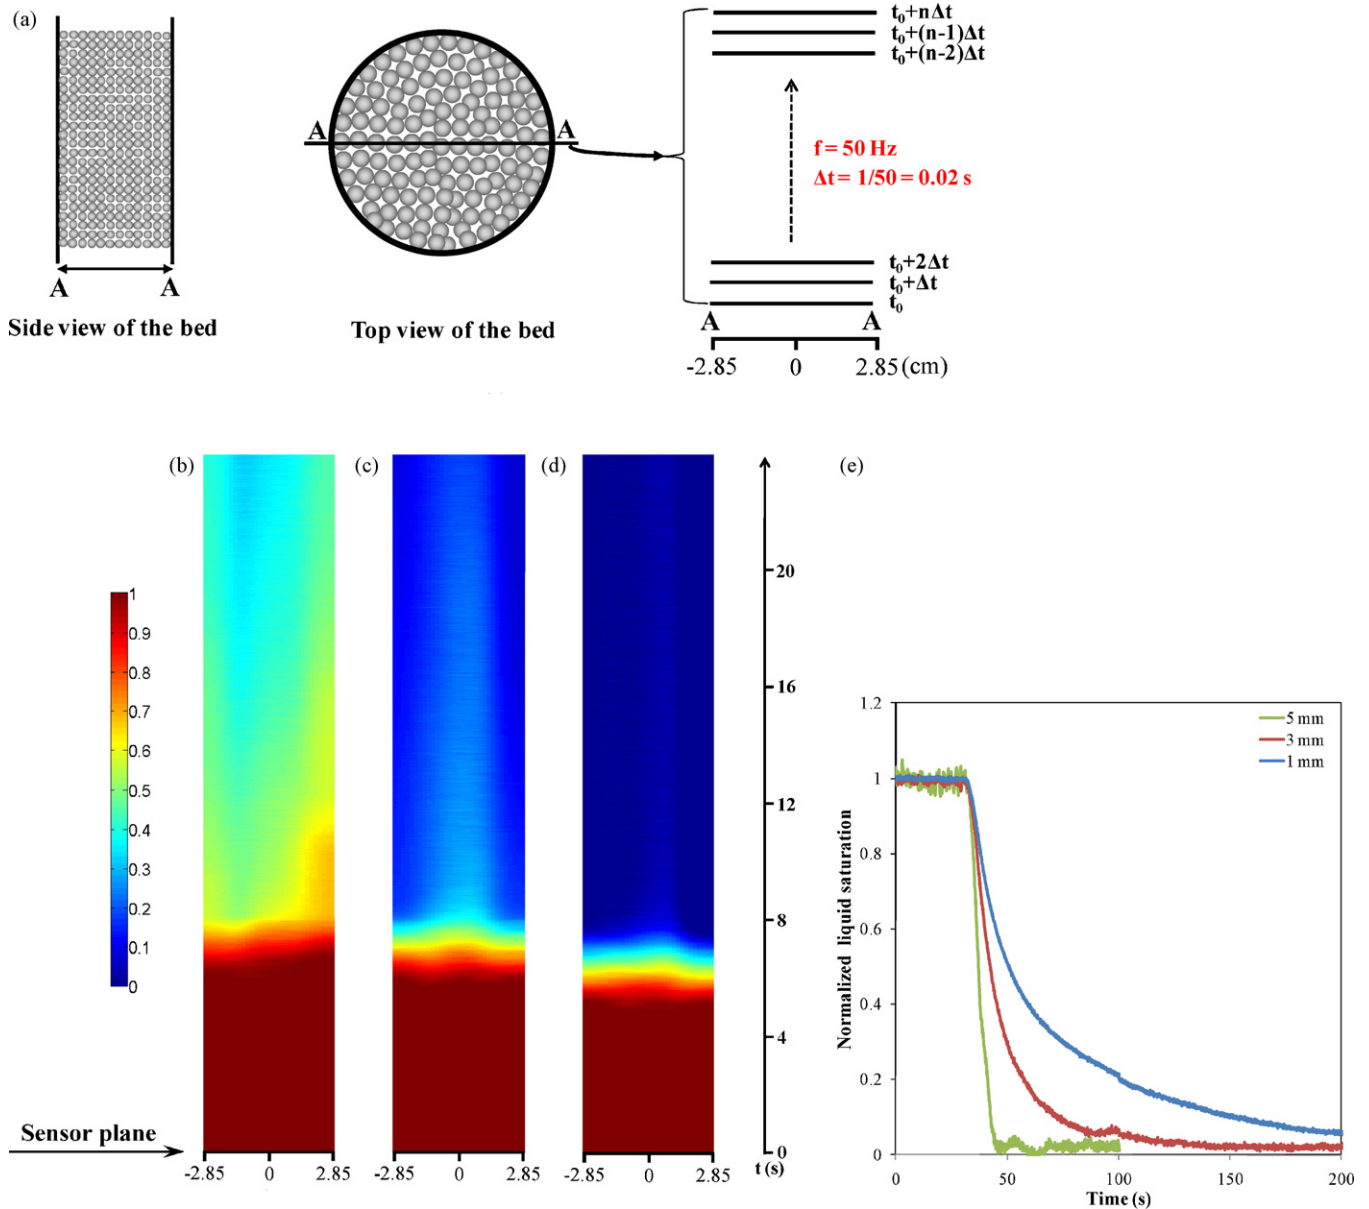 (a)
A
A
Side view of the bed
A
A
Top view of the bed
t0+nΔt
t0+(n-1)Δt
t0+(n-2)Δt
f = 50 Hz
Δt = 1/50 = 0.02 s
t0+2Δt
t0+Δt
t0
A
A
-2.85
0
2.85 (cm)
(b)
(c)
(d)
(e)
1
0.9
0.8
0.7
0.6
0.5
0.4
0.3
0.2
0.1
0
Sensor plane
-2.85
0
2.85
-2.85
0
2.85
-2.85
0
2.85
20
16
12
8
4
0
t (s)
1.2
1
0.8
0.6
0.4
0.2
0
Normalized liquid saturation
5 mm
3 mm
1 mm
0
50
100
150
200
Time (s)